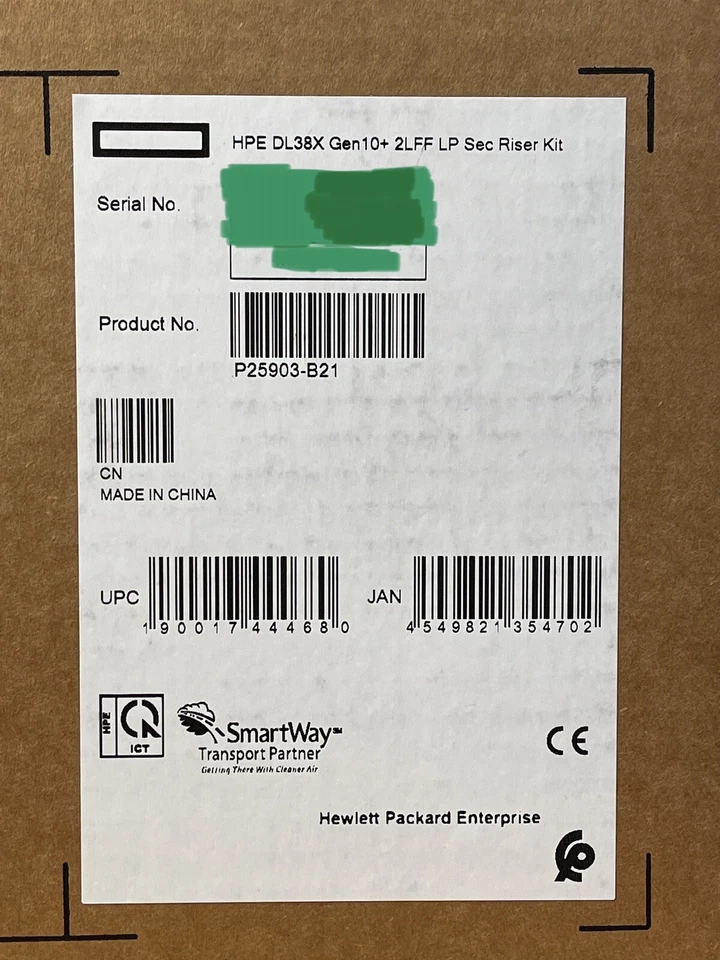 HPE DL38X Gen10+ 2LFF LP Sec Riser Kit
Serial No.
Product No.
P25903-B21
CN
MADE IN CHINA
UPC 190017444680
JAN 4549821354702
HPE
ICT
SmartWay℠
Transport Partner
Getting There With Cleaner Air
CE
Hewlett Packard Enterprise